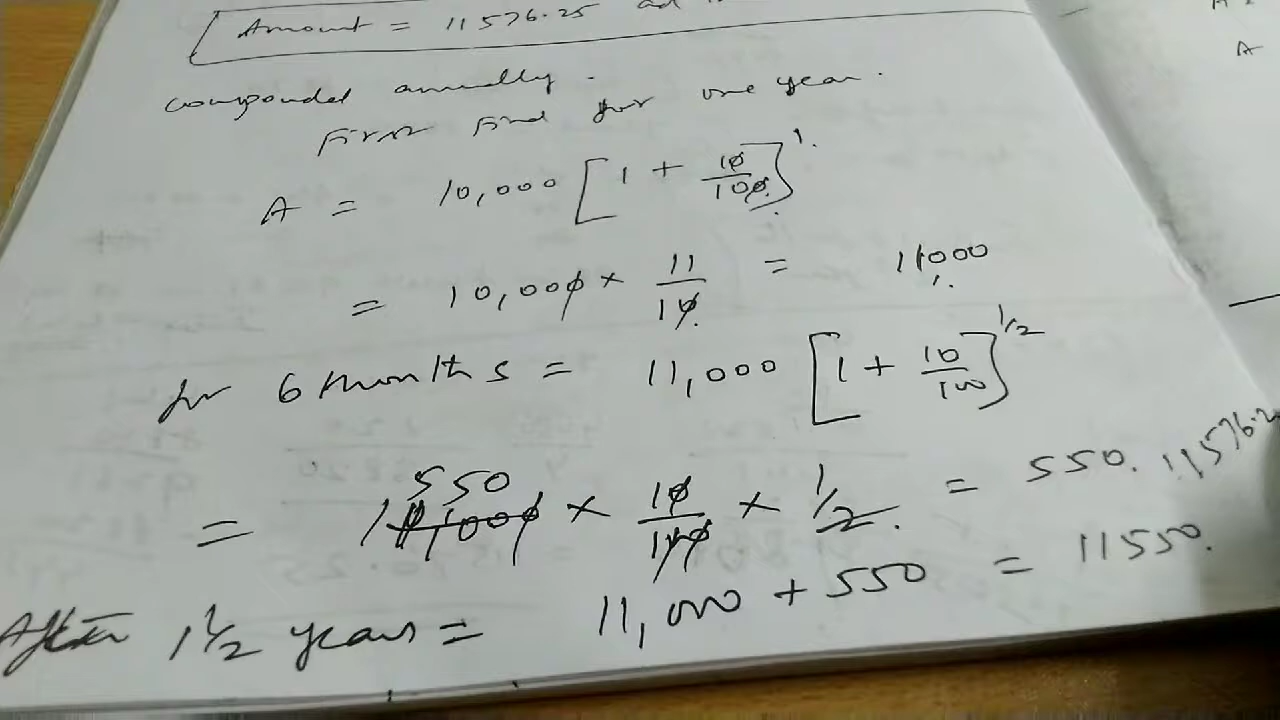 Amount = 11576.25
compounded annually.
First Find for one year.
A = 10,000 [1 + 10/100]^1.
= 10,000 × 11/10. = 11000
for 6 months = 11,000 [1 + 10/100]^1/2
550
= 11000 × 10/100 × 1/2. = 550. 11576.2
After 1 1/2 years = 11,000 + 550 = 11550.
A